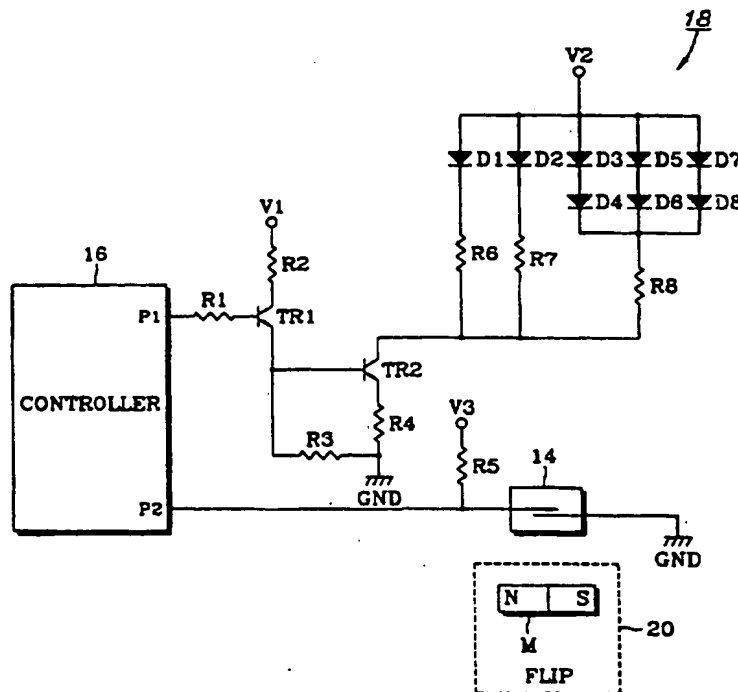 18
V2
D1
D2
D3
D5
D7
D4
D6
D8
V1
R2
R6
R7
R8
16
P1
R1
TR1
TR2
CONTROLLER
R3
R4
V3
R5
14
GND
P2
GND
N
S
M
20
FLIP